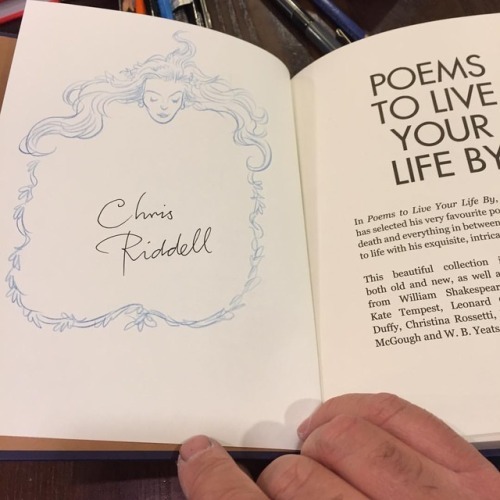 Chris
Riddell
POEMS
TO LIVE
YOUR
LIFE BY
In Poems to Live Your Life By,
has selected his very favourite
death and everything in between
to life with his exquisite,
This beautiful collection
both old and new, as well a
from William Shakespear
Kate Tempest, Leonard
Duffy, Christina Rossetti,
McGough and W. B. Yeats